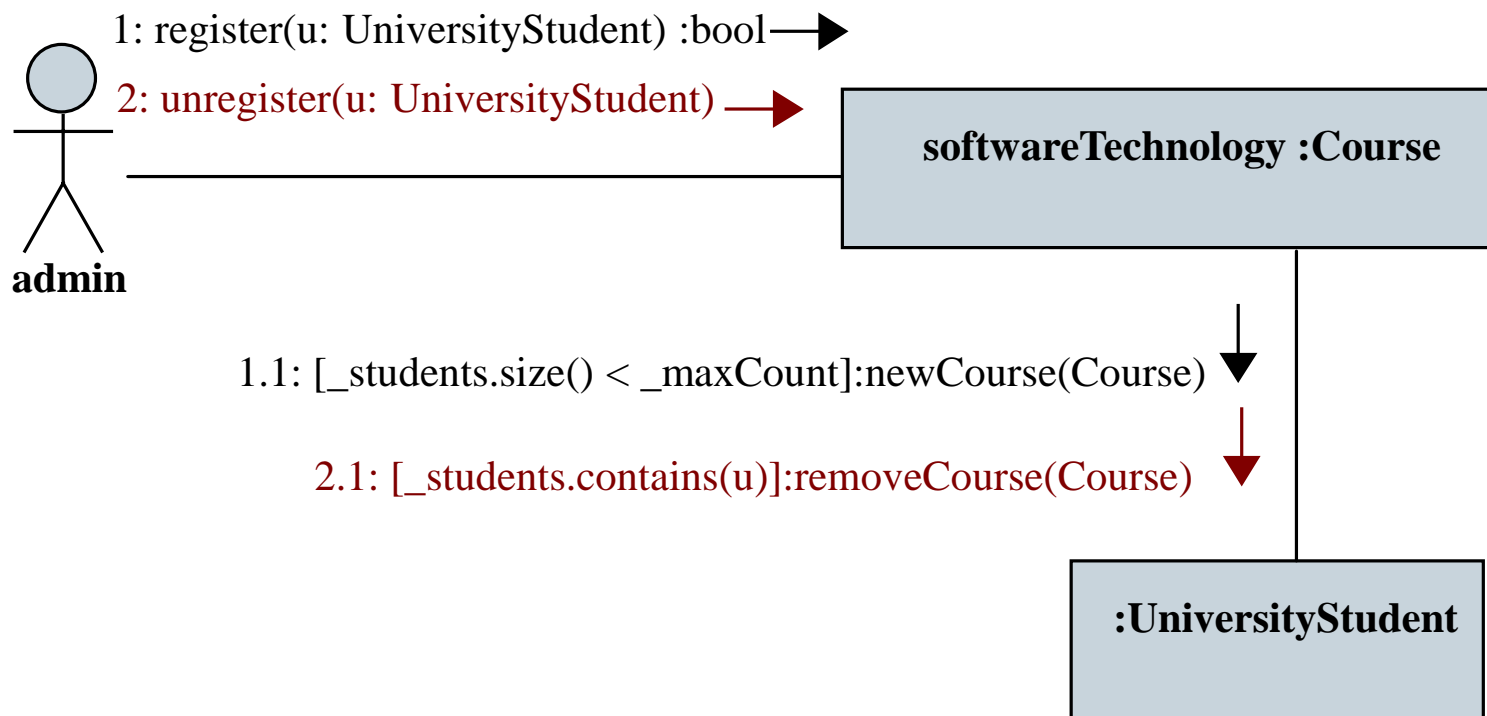 1: register(u: UniversityStudent) :bool
2: unregister(u: UniversityStudent)
softwareTechnology :Course
admin
1.1: [_students.size() < _maxCount]:newCourse(Course)
2.1: [_students.contains(u)]:removeCourse(Course)
:UniversityStudent